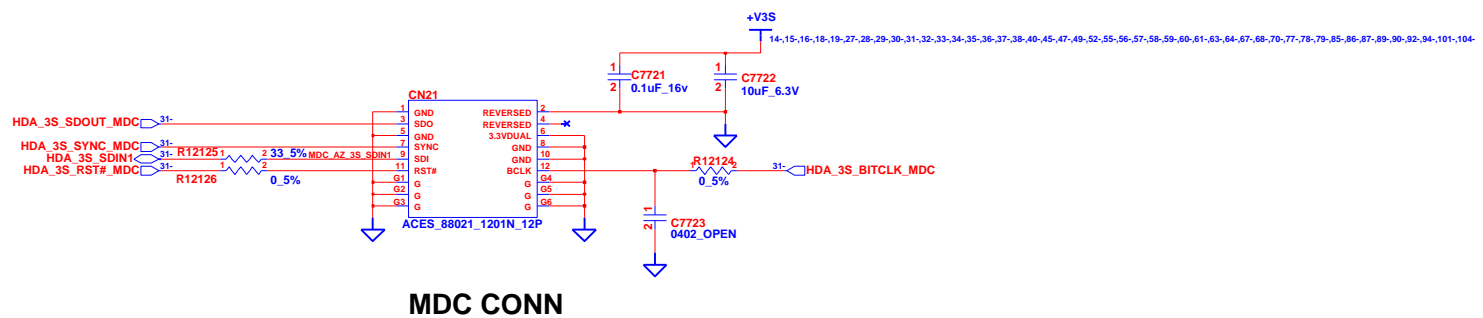 +V3S
14-,15-,16-,18-,19-,27-,28-,29-,30-,31-,32-,33-,34-,35-,36-,37-,38-,40-,45-,47-,49-,52-,55-,56-,57-,58-,59-,60-,61-,63-,64-,67-,68-,70-,77-,78-,79-,85-,86-,87-,89-,90-,92-,94-,101-,104-
1 C7721 2 0.1uF_16v
1 C7722 2 10uF_6.3V
CN21
1 GND REVERSED 2
HDA_3S_SDOUT_MDC 31- 3 SDO REVERSED 4
5 GND 3.3VDUAL 6
HDA_3S_SYNC_MDC 31- 7 SYNC GND 8
HDA_3S_SDIN1 31- R12125 1 2 33_5% MDC_AZ_3S_SDIN1 9 SDI GND 10
HDA_3S_RST#_MDC 31- R12126 1 2 0_5% 11 RST# BCLK 12
R12124 1 2 0_5% 31- HDA_3S_BITCLK_MDC
G1 G G G4
G2 G G G5
G3 G G G6
ACES_88021_1201N_12P
1 C7723 2 0402_OPEN
MDC CONN